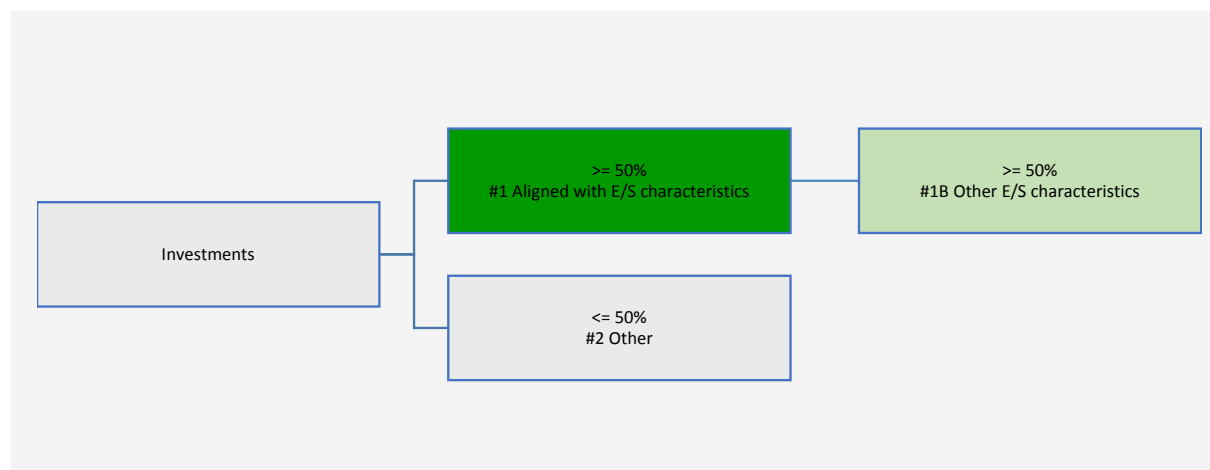 Investments
>= 50%
#1 Aligned with E/S characteristics
>= 50%
#1B Other E/S characteristics
<= 50%
#2 Other